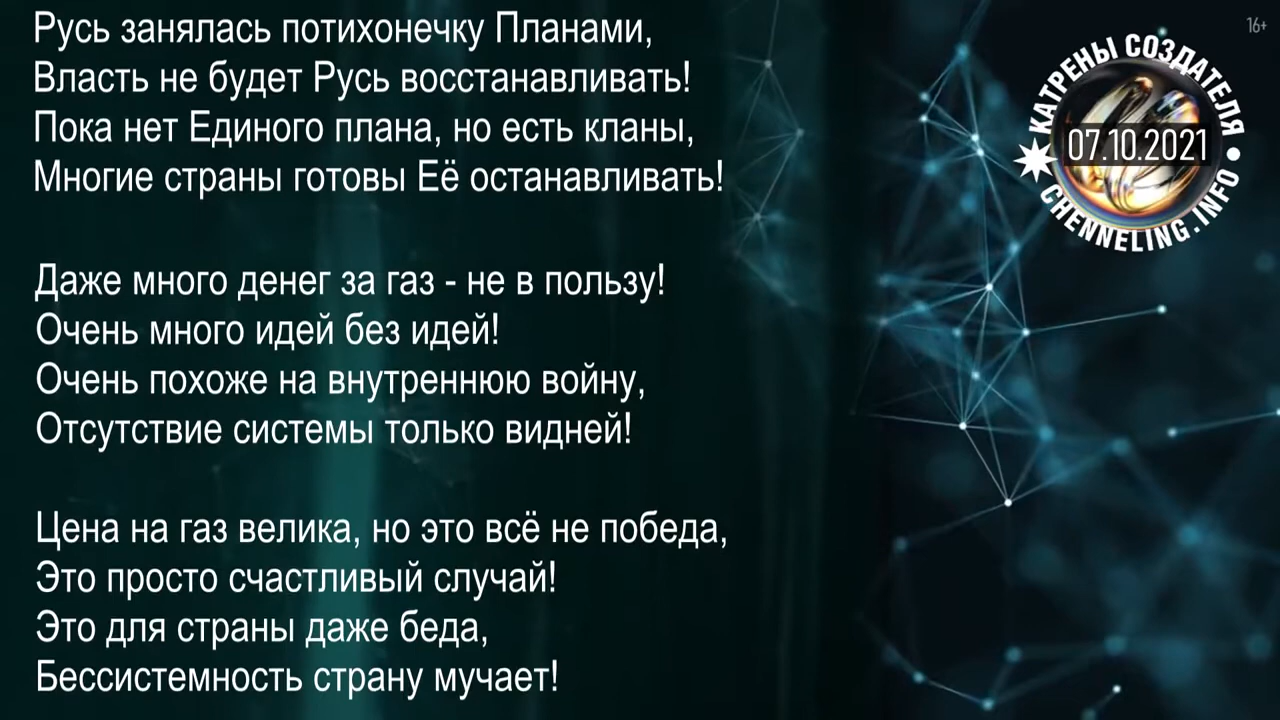 Русь занялась потихонечку Планами,
Власть не будет Русь восстанавливать!
Пока нет Единого плана, но есть кланы,
Многие страны готовы Её останавливать!
Даже много денег за газ - не в пользу!
Очень много идей без идей!
Очень похоже на внутреннюю войну,
Отсутствие системы только видней!
Цена на газ велика, но это всё не победа,
Это просто счастливый случай!
Это для страны даже беда,
Бессистемность страну мучает!
16+
КАТРЕНЫ СОЗДАТЕЛЯ
07.10.2021
CHENNELING.INFO